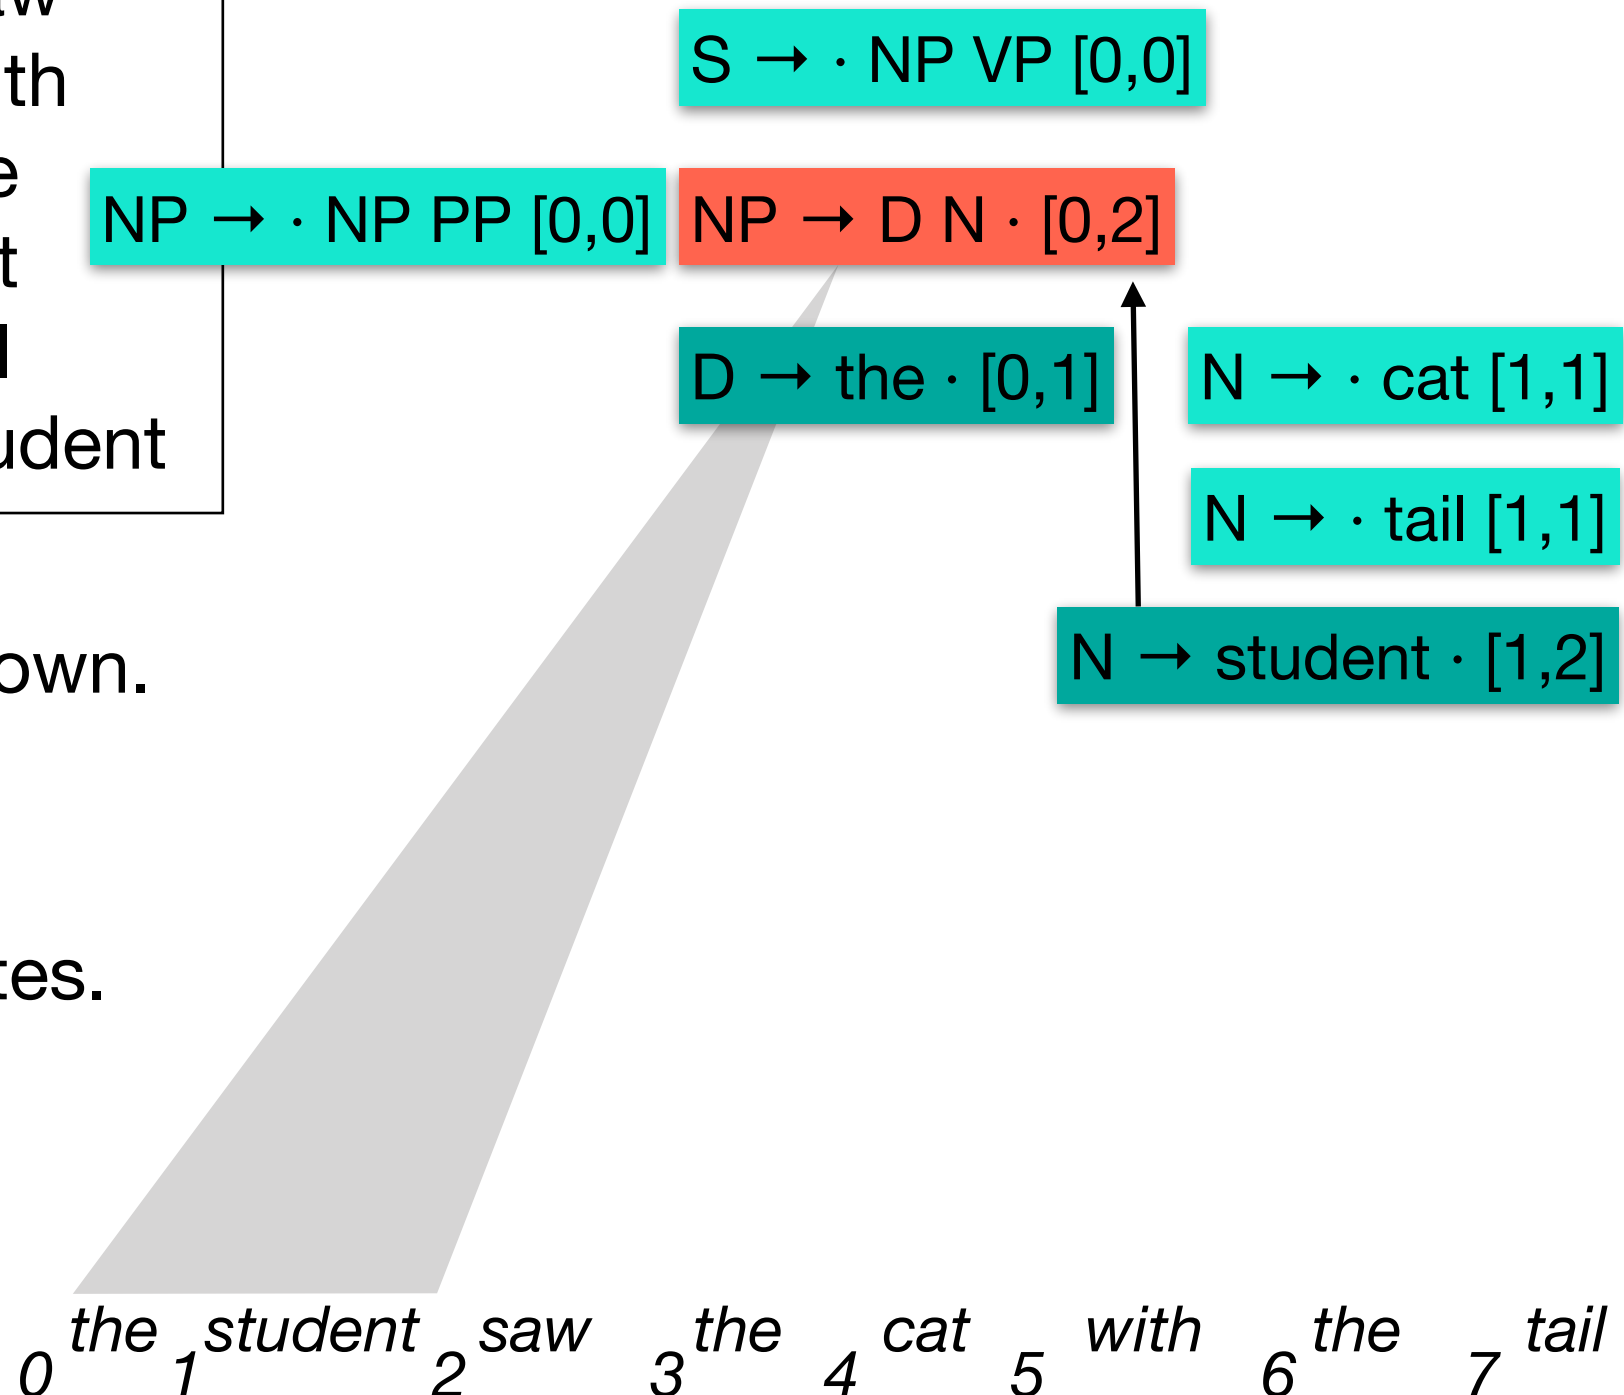 th
udent
own.
tes.
S → · NP VP [0,0]
NP → · NP PP [0,0] NP → D N · [0,2]
D → the · [0,1] N → · cat [1,1]
N → · tail [1,1]
N → student · [1,2]
the student saw the cat with the tail
0 1 2 3 4 5 6 7